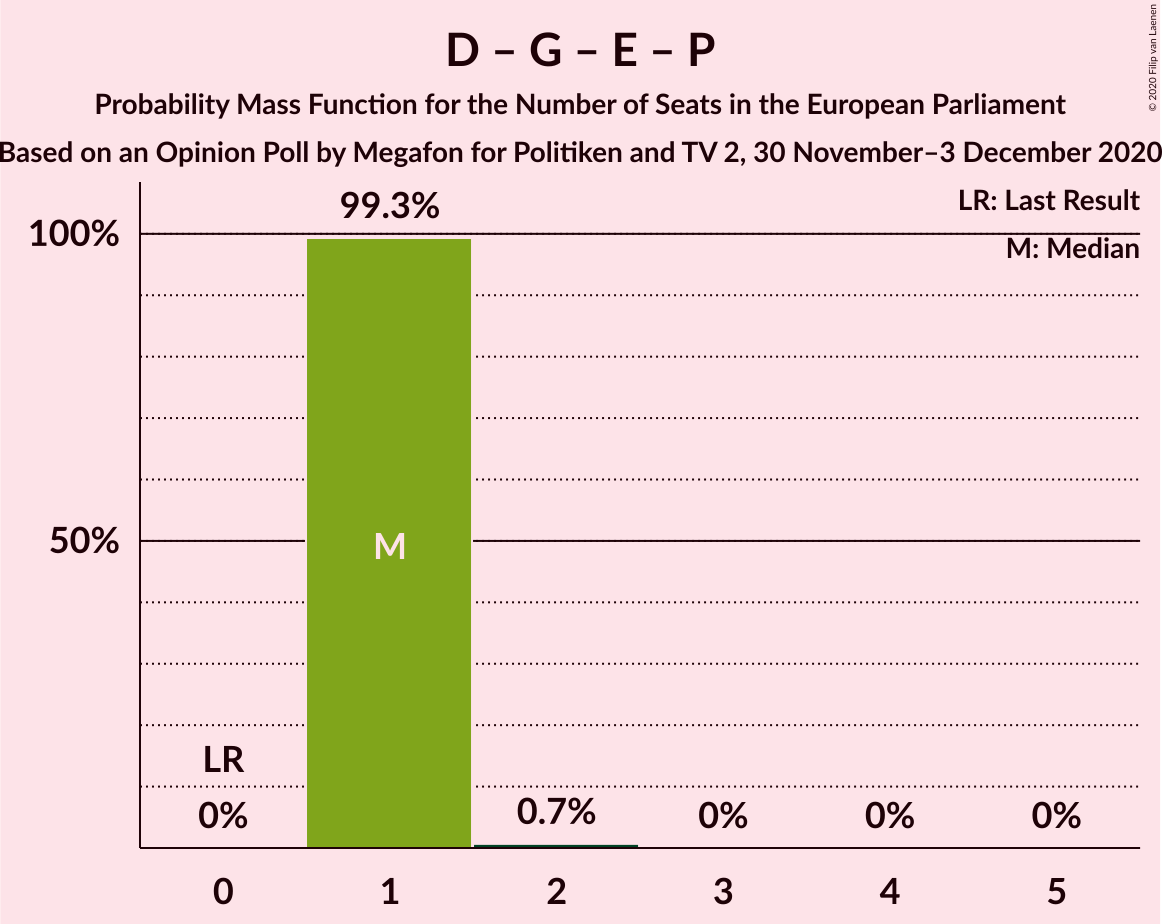 D – G – E – P
Probability Mass Function for the Number of Seats in the European Parliament
Based on an Opinion Poll by Megafon for Politiken and TV 2, 30 November–3 December 2020
© 2020 Filip van Laenen
LR: Last Result
M: Median
99.3%
100%
50%
M
LR
0%
0.7%
0%
0%
0%
0
1
2
3
4
5